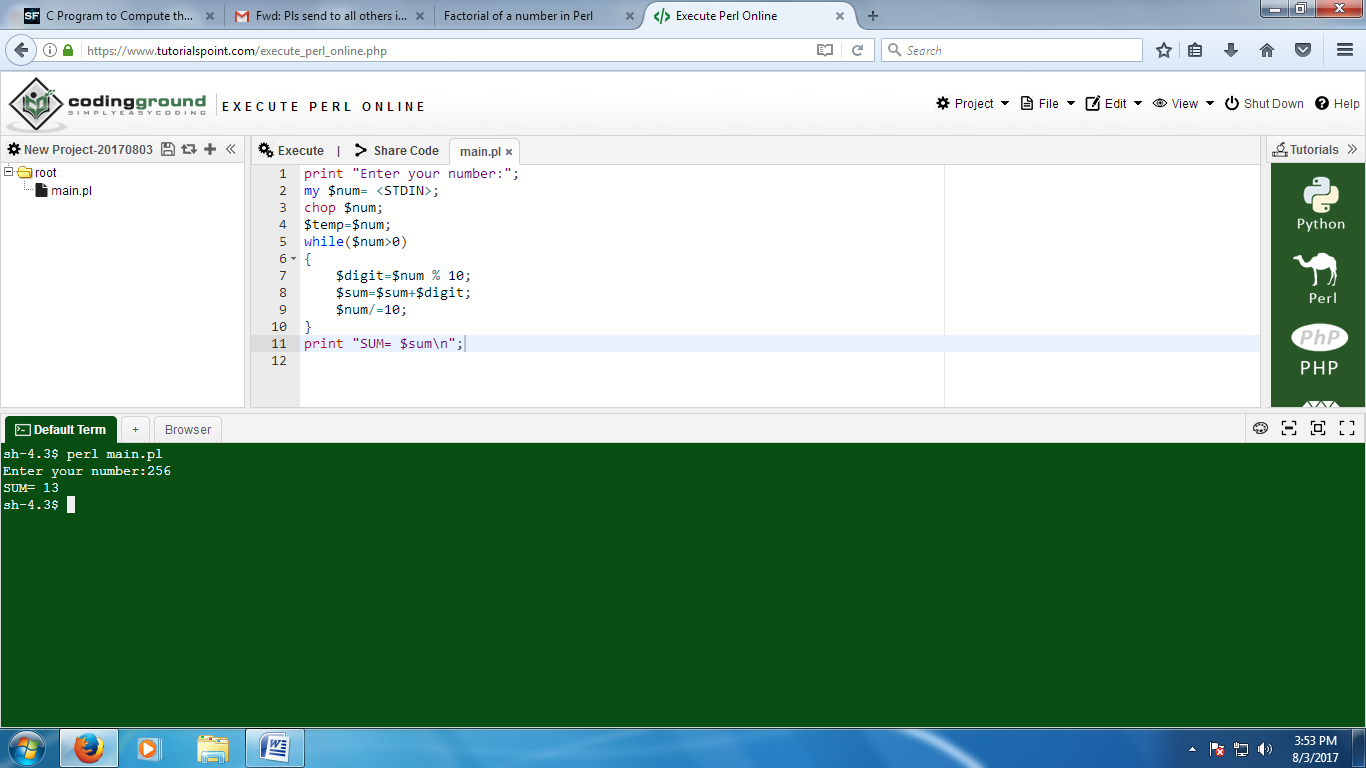 C Program to Compute th...
Fwd: Pls send to all others i...
Factorial of a number in Perl
Execute Perl Online
https://www.tutorialspoint.com/execute_perl_online.php
Search
codingground
SIMPLYEASYCODING
EXECUTE PERL ONLINE
Project
File
Edit
View
Shut Down
Help
New Project-20170803
root
main.pl
Execute | Share Code
main.pl
1 print "Enter your number:";
2 my $num= <STDIN>;
3 chop $num;
4 $temp=$num;
5 while($num>0)
6 {
7     $digit=$num % 10;
8     $sum=$sum+$digit;
9     $num/=10;
10 }
11 print "SUM= $sum\n";
12
Tutorials
Python
Perl
PHP
PHP
Default Term
+
Browser
sh-4.3$ perl main.pl
Enter your number:256
SUM= 13
sh-4.3$
3:53 PM
8/3/2017